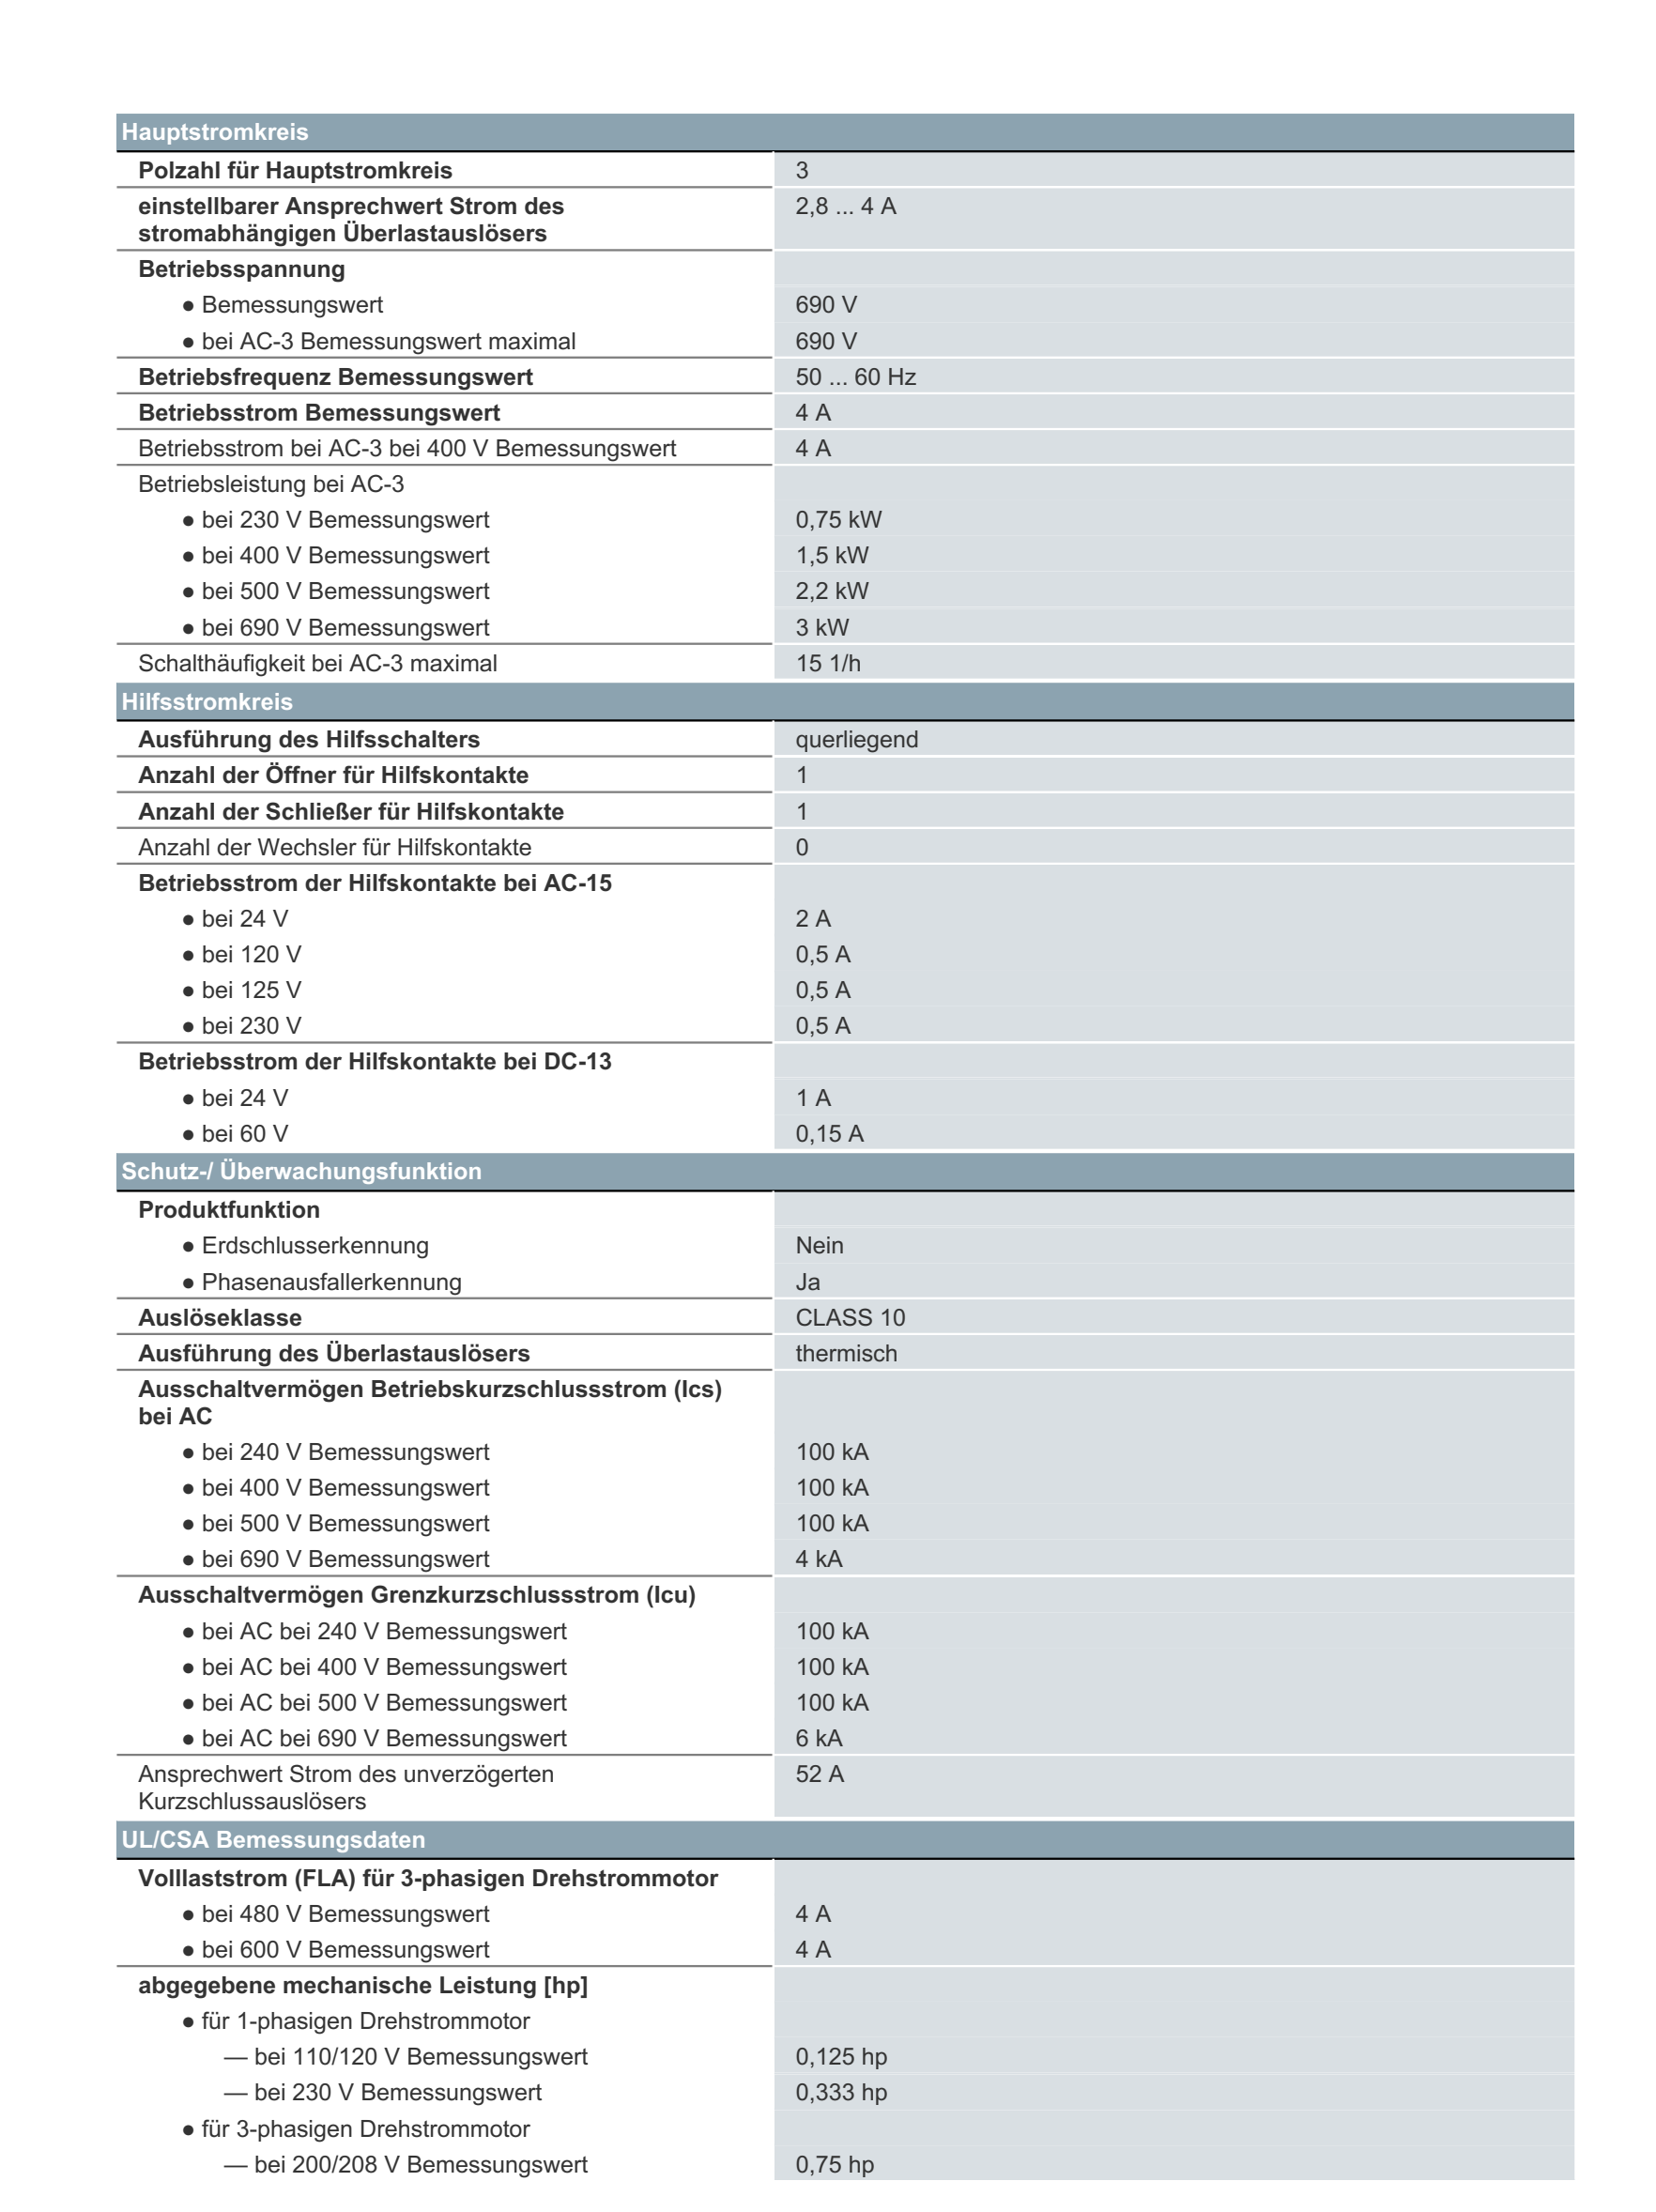 Hauptstromkreis
Polzahl für Hauptstromkreis 3
einstellbarer Ansprechwert Strom des 2,8 ... 4 A
stromabhängigen Überlastauslösers
Betriebsspannung
● Bemessungswert 690 V
● bei AC-3 Bemessungswert maximal 690 V
Betriebsfrequenz Bemessungswert 50 ... 60 Hz
Betriebsstrom Bemessungswert 4 A
Betriebsstrom bei AC-3 bei 400 V Bemessungswert 4 A
Betriebsleistung bei AC-3
● bei 230 V Bemessungswert 0,75 kW
● bei 400 V Bemessungswert 1,5 kW
● bei 500 V Bemessungswert 2,2 kW
● bei 690 V Bemessungswert 3 kW
Schalthäufigkeit bei AC-3 maximal 15 1/h
Hilfsstromkreis
Ausführung des Hilfsschalters querliegend
Anzahl der Öffner für Hilfskontakte 1
Anzahl der Schließer für Hilfskontakte 1
Anzahl der Wechsler für Hilfskontakte 0
Betriebsstrom der Hilfskontakte bei AC-15
● bei 24 V 2 A
● bei 120 V 0,5 A
● bei 125 V 0,5 A
● bei 230 V 0,5 A
Betriebsstrom der Hilfskontakte bei DC-13
● bei 24 V 1 A
● bei 60 V 0,15 A
Schutz-/ Überwachungsfunktion
Produktfunktion
● Erdschlusserkennung Nein
● Phasenausfallerkennung Ja
Auslöseklasse CLASS 10
Ausführung des Überlastauslösers thermisch
Ausschaltvermögen Betriebskurzschlussstrom (Ics)
bei AC
● bei 240 V Bemessungswert 100 kA
● bei 400 V Bemessungswert 100 kA
● bei 500 V Bemessungswert 100 kA
● bei 690 V Bemessungswert 4 kA
Ausschaltvermögen Grenzkurzschlussstrom (Icu)
● bei AC bei 240 V Bemessungswert 100 kA
● bei AC bei 400 V Bemessungswert 100 kA
● bei AC bei 500 V Bemessungswert 100 kA
● bei AC bei 690 V Bemessungswert 6 kA
Ansprechwert Strom des unverzögerten 52 A
Kurzschlussauslösers
UL/CSA Bemessungsdaten
Volllaststrom (FLA) für 3-phasigen Drehstrommotor
● bei 480 V Bemessungswert 4 A
● bei 600 V Bemessungswert 4 A
abgegebene mechanische Leistung [hp]
● für 1-phasigen Drehstrommotor
— bei 110/120 V Bemessungswert 0,125 hp
— bei 230 V Bemessungswert 0,333 hp
● für 3-phasigen Drehstrommotor
— bei 200/208 V Bemessungswert 0,75 hp